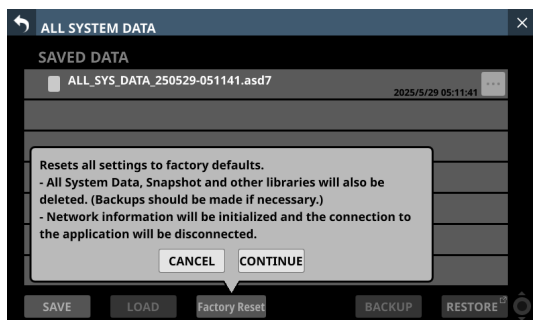 ALL SYSTEM DATA
SAVED DATA
ALL_SYS_DATA_250529-051141.asd7
2025/5/29 05:11:41
...
Resets all settings to factory defaults.
- All System Data, Snapshot and other libraries will also be
deleted. (Backups should be made if necessary.)
- Network information will be initialized and the connection to
the application will be disconnected.
CANCEL CONTINUE
SAVE LOAD Factory Reset BACKUP RESTORE